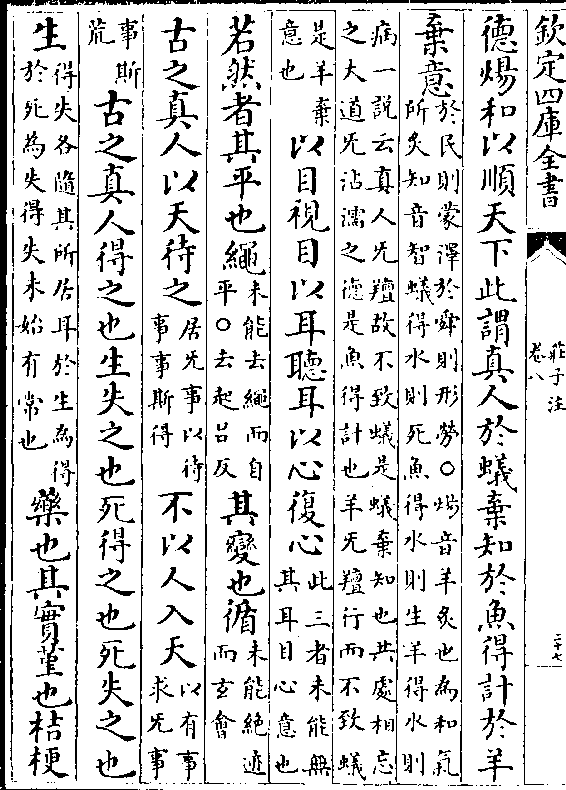 欽定四庫全書
莊子注
卷八
二十七
德煬和以順天下此謂真人於蟻棄知於魚得計於羊
棄意
於民則蒙澤於舜則形勞〇煬音羊炙也為和氣
所炙知音智蟻得水則死魚得水則生羊得水則
病一說云真人无羶故不致蟻是蟻棄知也共處相忘
之大道无沾濡之德是魚得計也羊无羶行而不致蟻
是羊棄
意也
以目視目以耳聽耳以心復心
此三者未能無
其耳目心意也
若然者其平也繩
未能去繩而自
平〇去起呂反
其變也循
未能絕迹
而玄會
古之真人以天待之
居无事以待
事事斯得
不以人入天
以有事
求无事
事斯
荒
古之真人得之也生失之也死得之也死失之也
生
得失各隨其所居耳於生為得
於死為失得失未始有常也
藥也其實堇也桔梗